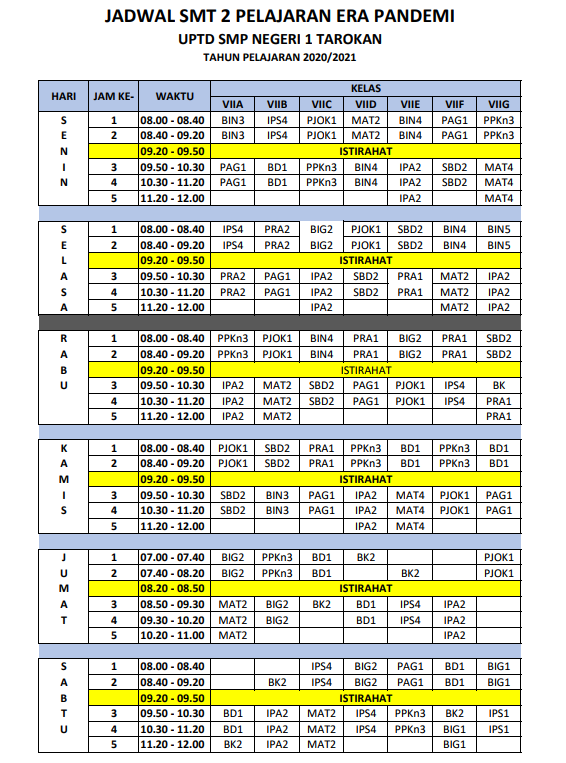 JADWAL SMT 2 PELAJARAN ERA PANDEMI
UPTD SMP NEGERI 1 TAROKAN
TAHUN PELAJARAN 2020/2021
HARI JAM KE- WAKTU KELAS
VIIA VIIB VIIC VIID VIIE VIIF VIIG
S 1 08.00 - 08.40 BIN3 IPS4 PJOK1 MAT2 BIN4 PAG1 PPKn3
E 2 08.40 - 09.20 BIN3 IPS4 PJOK1 MAT2 BIN4 PAG1 PPKn3
N 09.20 - 09.50 ISTIRAHAT
I 3 09.50 - 10.30 PAG1 BD1 PPKn3 BIN4 IPA2 SBD2 MAT4
N 4 10.30 - 11.20 PAG1 BD1 PPKn3 BIN4 IPA2 SBD2 MAT4
5 11.20 - 12.00 IPA2 MAT4
S 1 08.00 - 08.40 IPS4 PRA2 BIG2 PJOK1 SBD2 BIN4 BIN5
E 2 08.40 - 09.20 IPS4 PRA2 BIG2 PJOK1 SBD2 BIN4 BIN5
L 09.20 - 09.50 ISTIRAHAT
A 3 09.50 - 10.30 PRA2 PAG1 IPA2 SBD2 PRA1 MAT2 IPA2
S 4 10.30 - 11.20 PRA2 PAG1 IPA2 SBD2 PRA1 MAT2 IPA2
A 5 11.20 - 12.00 IPA2 MAT2 IPA2
R 1 08.00 - 08.40 PPKn3 PJOK1 BIN4 PRA1 BIG2 PRA1 SBD2
A 2 08.40 - 09.20 PPKn3 PJOK1 BIN4 PRA1 BIG2 PRA1 SBD2
B 09.20 - 09.50 ISTIRAHAT
U 3 09.50 - 10.30 IPA2 MAT2 SBD2 PAG1 PJOK1 IPS4 BK
4 10.30 - 11.20 IPA2 MAT2 SBD2 PAG1 PJOK1 IPS4 PRA1
5 11.20 - 12.00 IPA2 MAT2 PRA1
K 1 08.00 - 08.40 PJOK1 SBD2 PRA1 PPKn3 BD1 PPKn3 BD1
A 2 08.40 - 09.20 PJOK1 SBD2 PRA1 PPKn3 BD1 PPKn3 BD1
M 09.20 - 09.50 ISTIRAHAT
I 3 09.50 - 10.30 SBD2 BIN3 PAG1 IPA2 MAT4 PJOK1 PAG1
S 4 10.30 - 11.20 SBD2 BIN3 PAG1 IPA2 MAT4 PJOK1 PAG1
5 11.20 - 12.00 IPA2 MAT4
J 1 07.00 - 07.40 BIG2 PPKn3 BD1 BK2 PJOK1
U 2 07.40 - 08.20 BIG2 PPKn3 BD1 BK2 PJOK1
M 08.20 - 08.50 ISTIRAHAT
A 3 08.50 - 09.30 MAT2 BIG2 BK2 BD1 IPS4 IPA2
T 4 09.30 - 10.20 MAT2 BIG2 BD1 IPS4 IPA2
5 10.20 - 11.00 MAT2 IPA2
S 1 08.00 - 08.40 IPS4 BIG2 PAG1 BD1 BIG1
A 2 08.40 - 09.20 BK2 IPS4 BIG2 PAG1 BD1 BIG1
B 09.20 - 09.50 ISTIRAHAT
T 3 09.50 - 10.30 BD1 IPA2 MAT2 IPS4 PPKn3 BK2 IPS1
U 4 10.30 - 11.20 BD1 IPA2 MAT2 IPS4 PPKn3 BIG1 IPS1
5 11.20 - 12.00 BK2 IPA2 MAT2 BIG1